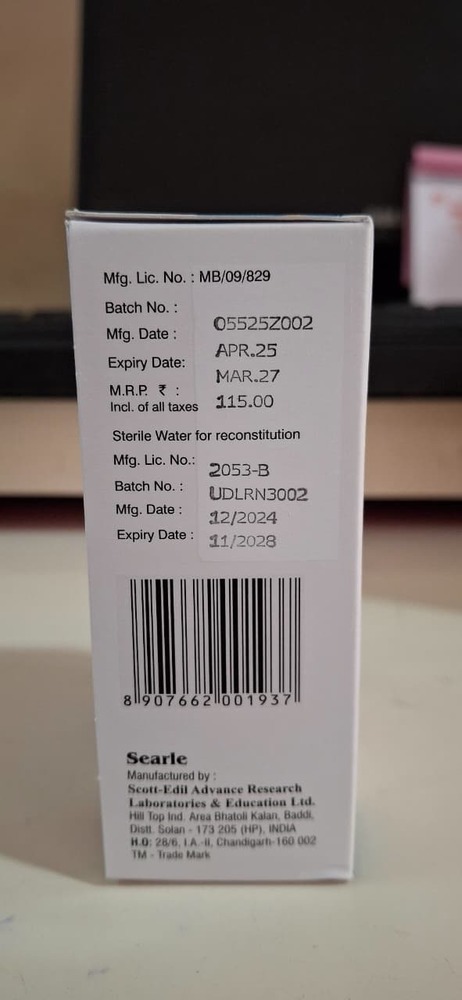 Mfg. Lic. No. : MB/09/829
Batch No. : 05525Z002
Mfg. Date : APR.25
Expiry Date: MAR.27
M.R.P. ₹ : 115.00
Incl. of all taxes
Sterile Water for reconstitution
Mfg. Lic. No.: 2053-B
Batch No. : UDLRN3002
Mfg. Date : 12/2024
Expiry Date : 11/2028
8 907662 001937
Searle
Manufactured by :
Scott-Edil Advance Research
Laboratories & Education Ltd.
Hill Top Ind. Area Bhatoli Kalan, Baddi,
Distt. Solan - 173 205 (HP), INDIA
H.O: 28/6, I.A.-II, Chandigarh-160 002
TM - Trade Mark